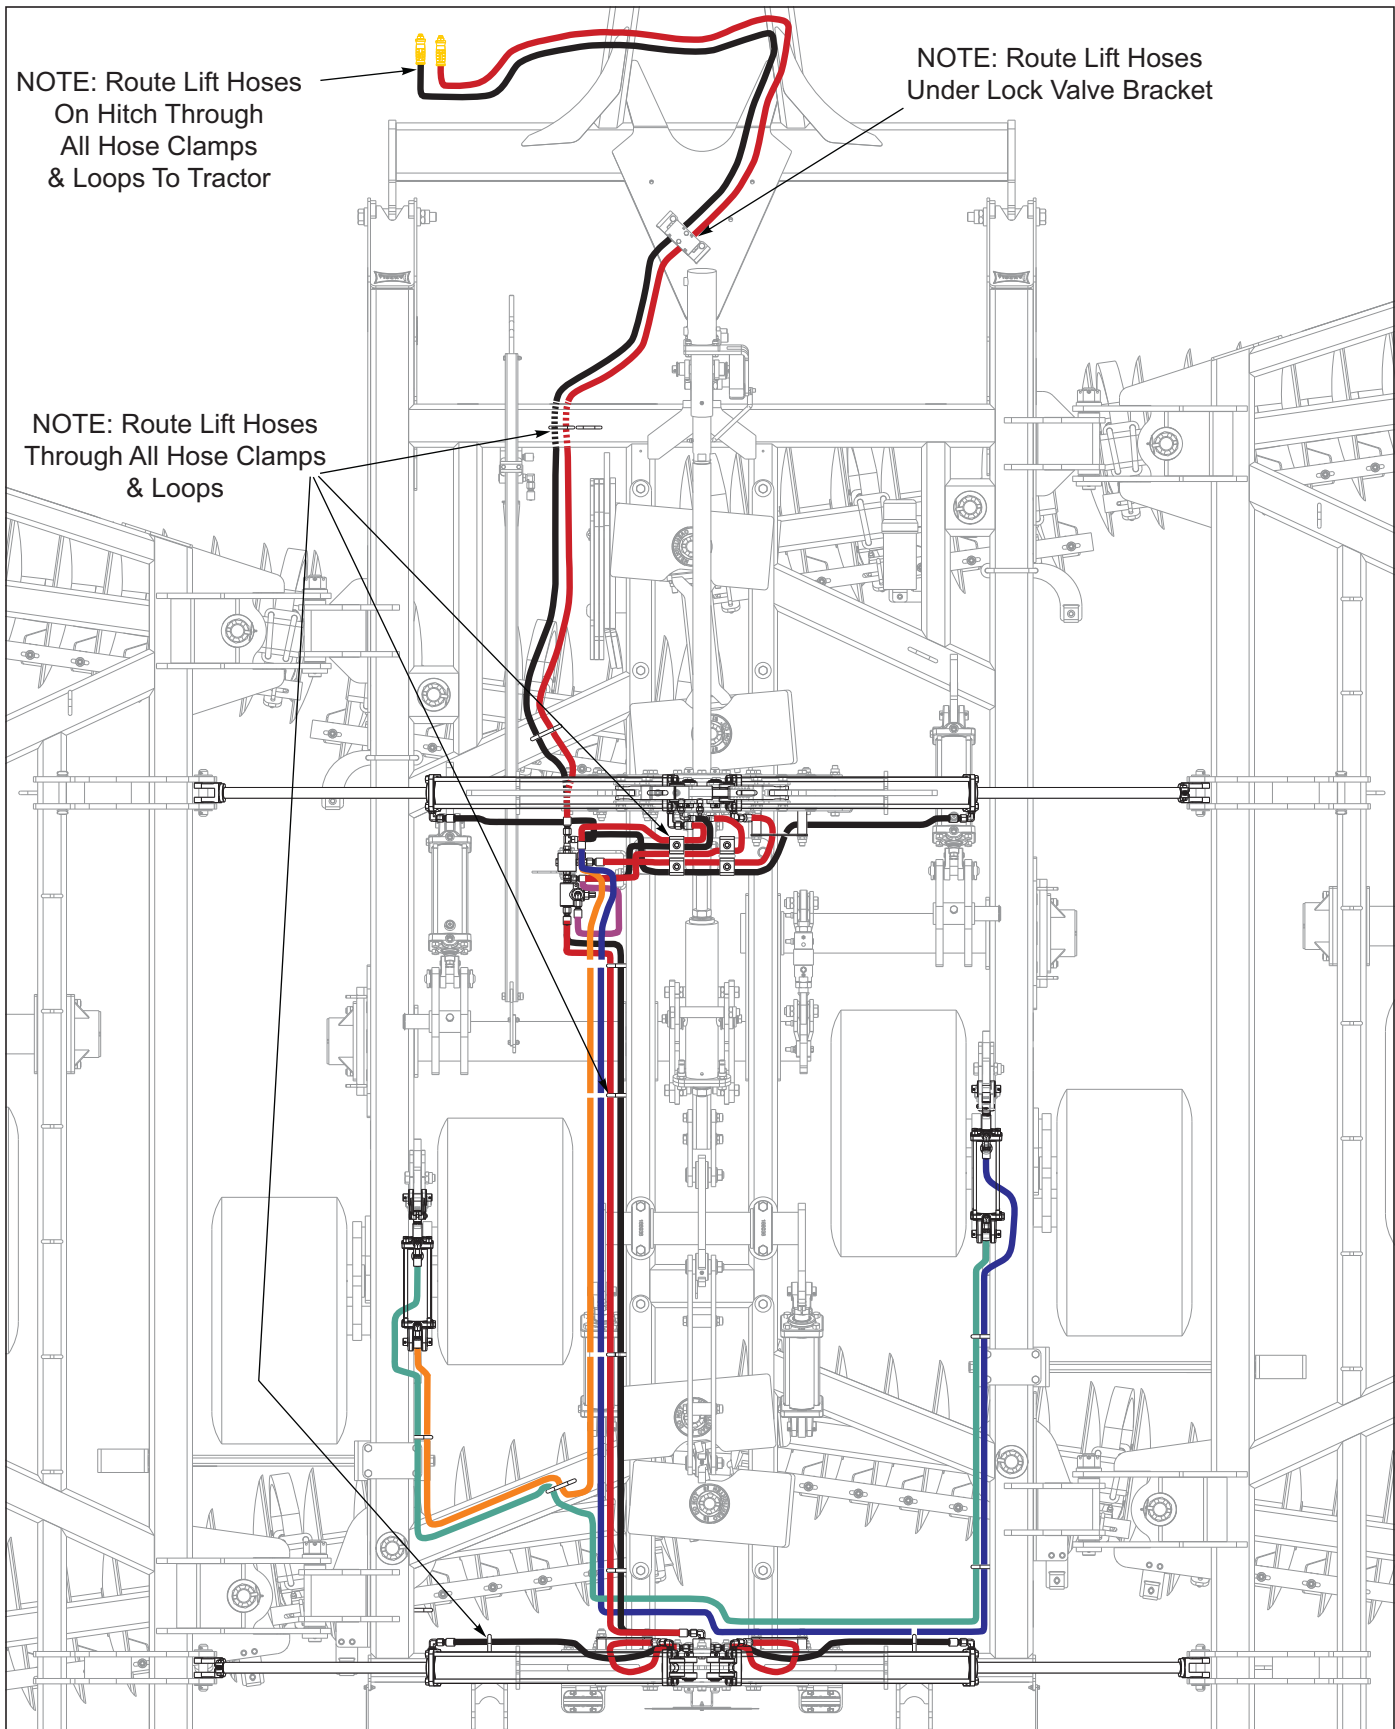 NOTE: Route Lift Hoses
On Hitch Through
All Hose Clamps
& Loops To Tractor
NOTE: Route Lift Hoses
Under Lock Valve Bracket
NOTE: Route Lift Hoses
Through All Hose Clamps
& Loops